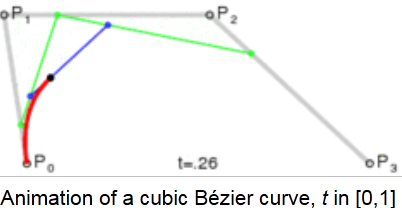 P1 P2
P0 t=.26 P3
Animation of a cubic Bézier curve, t in [0,1]